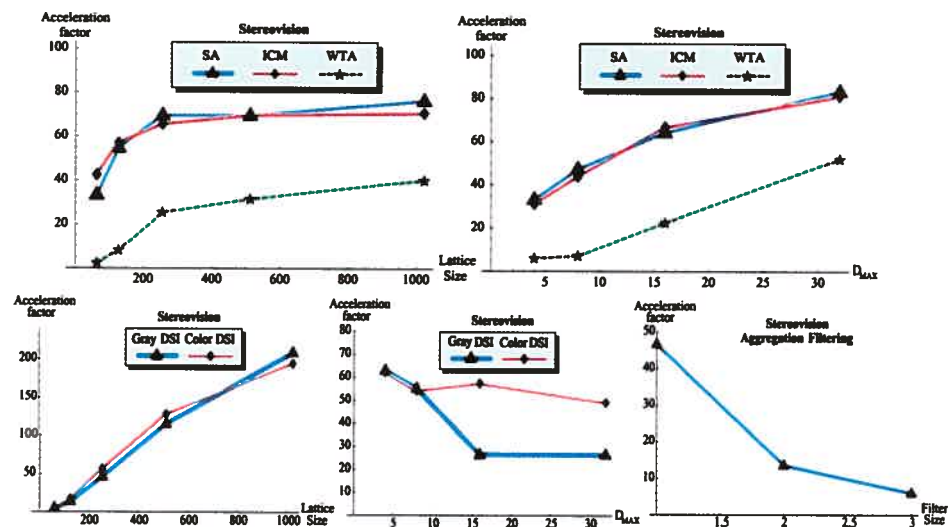 Acceleration factor
Stereovision
SA ICM WTA
100
80
60
40
20
200 400 600 800 1000
Lattice Size
Acceleration factor
Stereovision
SA ICM WTA
100
80
60
40
20
5 10 15 20 25 30
DMAX
Acceleration factor
Stereovision
Gray DSI Color DSI
200
150
100
50
200 400 600 800 1000
Lattice Size
Acceleration factor
Stereovision
Gray DSI Color DSI
80
70
60
50
40
30
20
10
5 10 15 20 25 30
DMAX
Acceleration factor
Stereovision
Aggregation Filtering
50
40
30
20
10
1.5 2 2.5 3
Filter Size